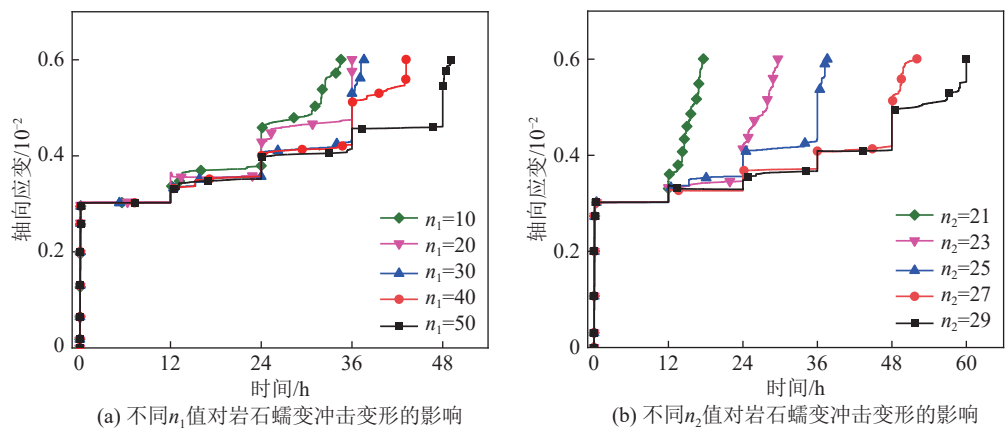 0.6
0.4
0.2
0
轴向应变/10⁻²
n₁=10
n₁=20
n₁=30
n₁=40
n₁=50
0 12 24 36 48
时间/h
(a) 不同n₁值对岩石蠕变冲击变形的影响
0.6
0.4
0.2
0
轴向应变/10⁻²
n₂=21
n₂=23
n₂=25
n₂=27
n₂=29
0 12 24 36 48 60
时间/h
(b) 不同n₂值对岩石蠕变冲击变形的影响